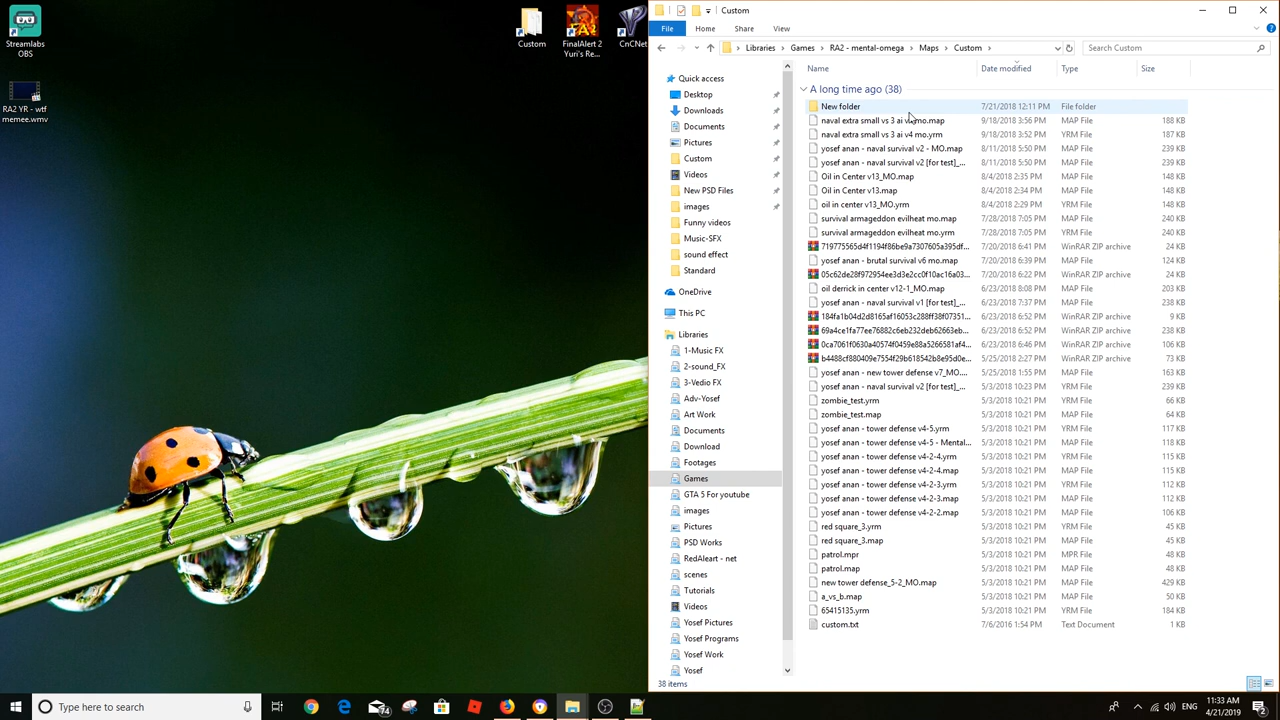 Streamlabs
OBS
RA2 YR - wtf
memee.wmv
Custom
FinalAlert 2
Yuri's Re...
CnCNet
Custom
File
Home
Share
View
Libraries
Games
RA2 - mental-omega
Maps
Custom
Search Custom
Quick access
Desktop
Downloads
Documents
Pictures
Custom
Videos
New PSD Files
images
Funny videos
Music-SFX
sound effect
Standard
OneDrive
This PC
Libraries
1-Music FX
2-sound_FX
3-Vedio FX
Adv-Yosef
Art Work
Documents
Download
Footages
Games
GTA 5 For youtube
images
Pictures
PSD Works
RedAleart - net
scenes
Tutorials
Videos
Yosef Pictures
Yosef Programs
Yosef Work
Yosef
Name Date modified Type Size
A long time ago (38)
New folder 7/21/2018 12:11 PM File folder
naval extra small vs 3 ai v4 mo.map 9/18/2018 3:56 PM MAP File 188 KB
naval extra small vs 3 ai v4 mo.yrm 9/18/2018 3:52 PM YRM File 187 KB
yosef anan - naval survival v2 - MO.map 8/11/2018 5:50 PM MAP File 239 KB
yosef anan - naval survival v2 [for test]_... 8/11/2018 5:50 PM MAP File 239 KB
Oil in Center v13_MO.map 8/4/2018 2:35 PM MAP File 148 KB
Oil in Center v13.map 8/4/2018 2:34 PM MAP File 148 KB
oil in center v13_MO.yrm 8/4/2018 2:29 PM YRM File 148 KB
survival armageddon evilheat mo.map 7/28/2018 7:05 PM MAP File 240 KB
survival armageddon evilheat mo.yrm 7/28/2018 7:05 PM YRM File 240 KB
719775565d4f1194f86be9a7307605a395df... 7/20/2018 6:41 PM WinRAR ZIP archive 24 KB
yosef anan - brutal survival v6 mo.map 7/20/2018 6:39 PM MAP File 124 KB
05c62de28f972954ee3d3e2cc0f10ac16a03... 7/20/2018 6:22 PM WinRAR ZIP archive 24 KB
oil derrick in center v12-1_MO.map 6/23/2018 8:08 PM MAP File 203 KB
yosef anan - naval survival v1 [for test]_... 6/23/2018 7:37 PM MAP File 238 KB
184fa1b04d2d8165af16053c288ff38f07351... 6/23/2018 6:52 PM WinRAR ZIP archive 9 KB
69a4ce1fa77ee76882c6eb232deb62663eb... 6/23/2018 6:52 PM WinRAR ZIP archive 238 KB
0ca7061f0630a40574f0459e88a5266581af4... 6/23/2018 6:46 PM WinRAR ZIP archive 106 KB
b4488cf880409e7554f29b618542b8e95d0e... 5/25/2018 2:27 PM WinRAR ZIP archive 73 KB
yosef anan - new tower defense v7_MO.... 5/25/2018 1:55 PM MAP File 163 KB
yosef anan - naval survival v2 [for test]_... 5/3/2018 10:23 PM YRM File 239 KB
zombie_test.yrm 5/3/2018 10:21 PM YRM File 66 KB
zombie_test.map 5/3/2018 10:21 PM MAP File 64 KB
yosef anan - tower defense v4-5.yrm 5/3/2018 10:21 PM YRM File 117 KB
yosef anan - tower defense v4-5 - Mental... 5/3/2018 10:21 PM MAP File 118 KB
yosef anan - tower defense v4-2-4.yrm 5/3/2018 10:21 PM YRM File 115 KB
yosef anan - tower defense v4-2-4.map 5/3/2018 10:21 PM MAP File 115 KB
yosef anan - tower defense v4-2-3.yrm 5/3/2018 10:21 PM YRM File 112 KB
yosef anan - tower defense v4-2-3.map 5/3/2018 10:21 PM MAP File 112 KB
yosef anan - tower defense v4-2-2.map 5/3/2018 10:21 PM MAP File 106 KB
red square_3.yrm 5/3/2018 10:21 PM YRM File 45 KB
red square_3.map 5/3/2018 10:21 PM MAP File 45 KB
patrol.mpr 5/3/2018 10:21 PM MPR File 48 KB
patrol.map 5/3/2018 10:21 PM MAP File 48 KB
new tower defense_5-2_MO.map 5/3/2018 10:21 PM MAP File 429 KB
a_vs_b.map 5/3/2018 10:21 PM MAP File 50 KB
65415135.yrm 5/3/2018 10:21 PM YRM File 184 KB
custom.txt 7/6/2016 1:54 PM Text Document 1 KB
38 items
Type here to search
74
11:33 AM
4/21/2019